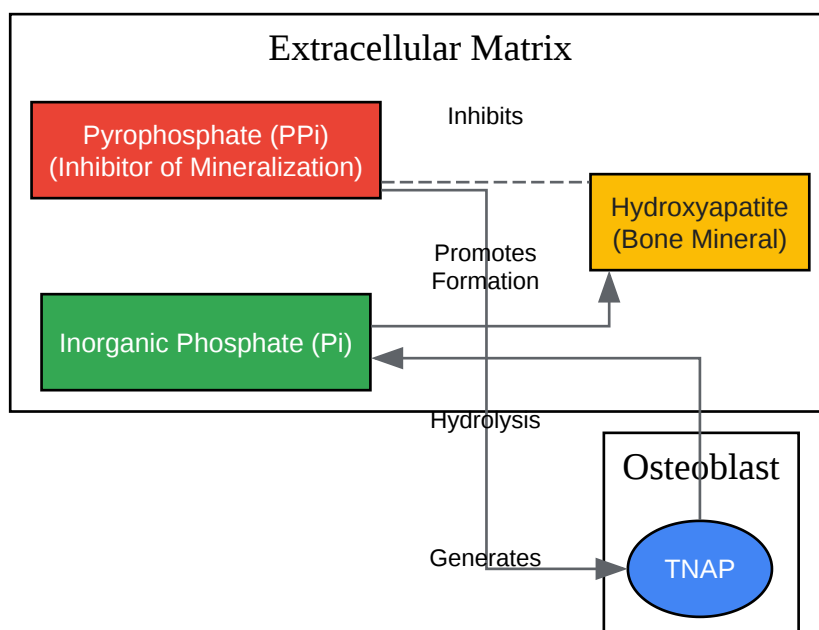 Extracellular Matrix
Inhibits
Pyrophosphate (PPi)
(Inhibitor of Mineralization)
Hydroxyapatite
(Bone Mineral)
Promotes
Formation
Inorganic Phosphate (Pi)
Hydrolysis
Osteoblast
Generates
TNAP